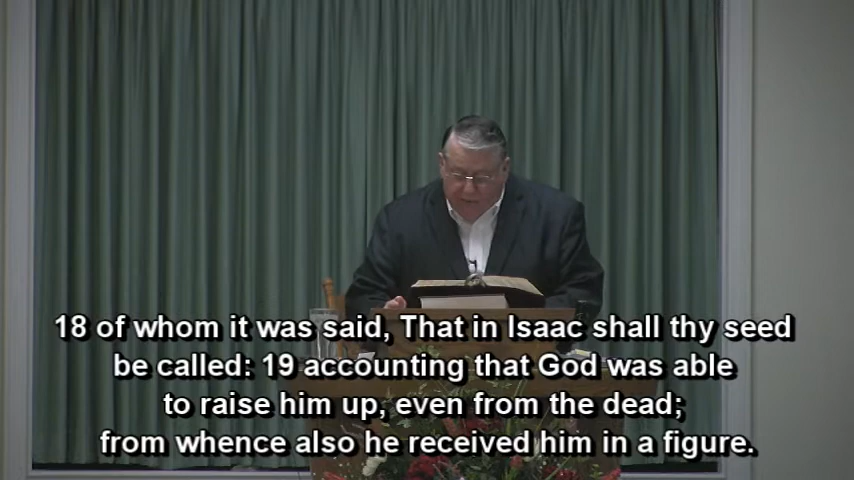 18 of whom it was said, That in Isaac shall thy seed
be called: 19 accounting that God was able
to raise him up, even from the dead;
from whence also he received him in a figure.